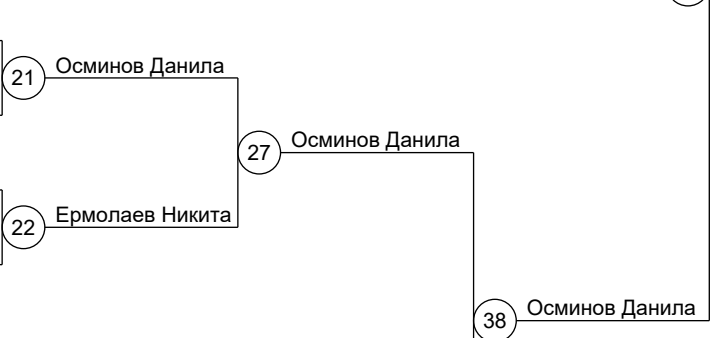 21 Осминов Данила
27 Осминов Данила
22 Ермолаев Никита
38 Осминов Данила